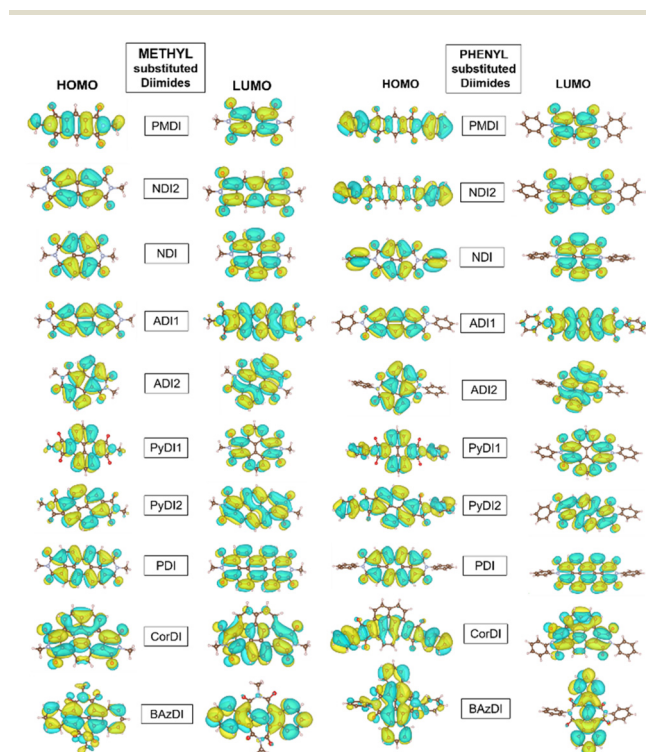 METHYL
substituted
Diimides
HOMO
LUMO
PHENYL
substituted
Diimides
HOMO
LUMO
PMDI
PMDI
NDI2
NDI2
NDI
NDI
ADI1
ADI1
ADI2
ADI2
PyDI1
PyDI1
PyDI2
PyDI2
PDI
PDI
CorDI
CorDI
BAzDI
BAzDI